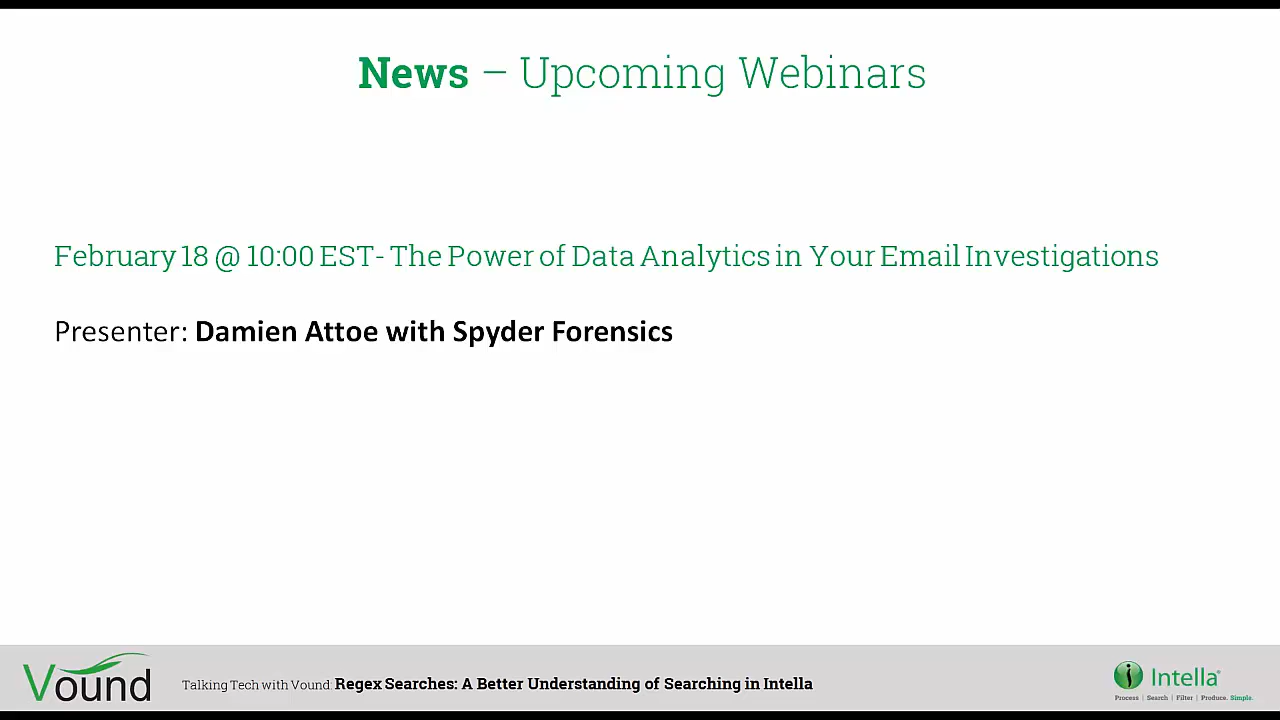 News – Upcoming Webinars
February 18 @ 10:00 EST- The Power of Data Analytics in Your Email Investigations
Presenter: Damien Attoe with Spyder Forensics
Vound
Talking Tech with Vound: Regex Searches: A Better Understanding of Searching in Intella
Intella®
Process | Search | Filter | Produce. Simple.